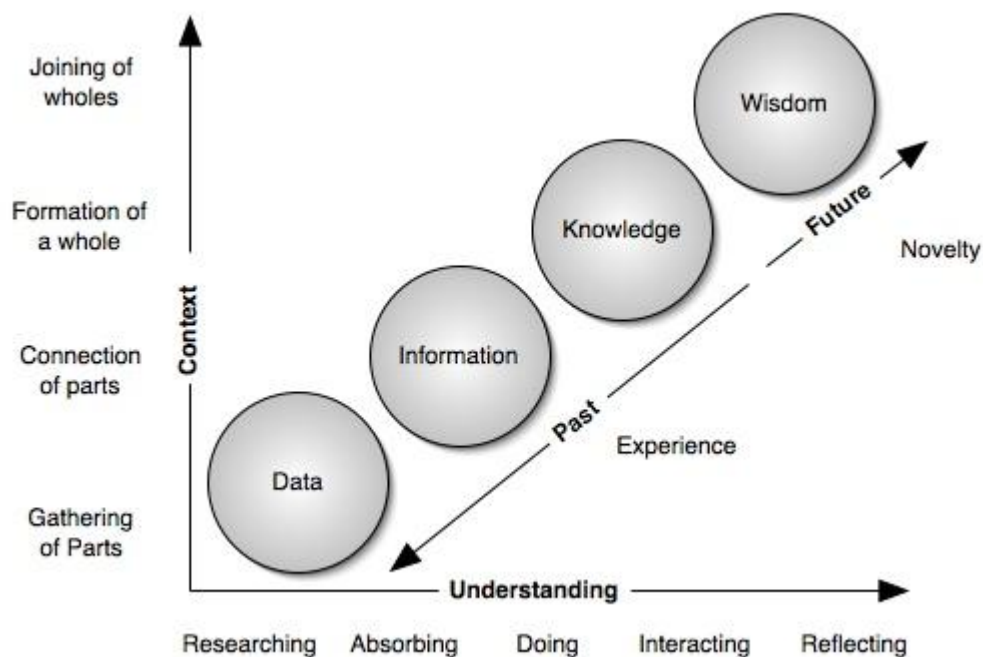 Joining of
wholes
Wisdom
Formation of
a whole
Knowledge
Future
Novelty
Context
Connection
of parts
Information
Past
Experience
Data
Gathering
of Parts
Understanding
Researching Absorbing Doing Interacting Reflecting